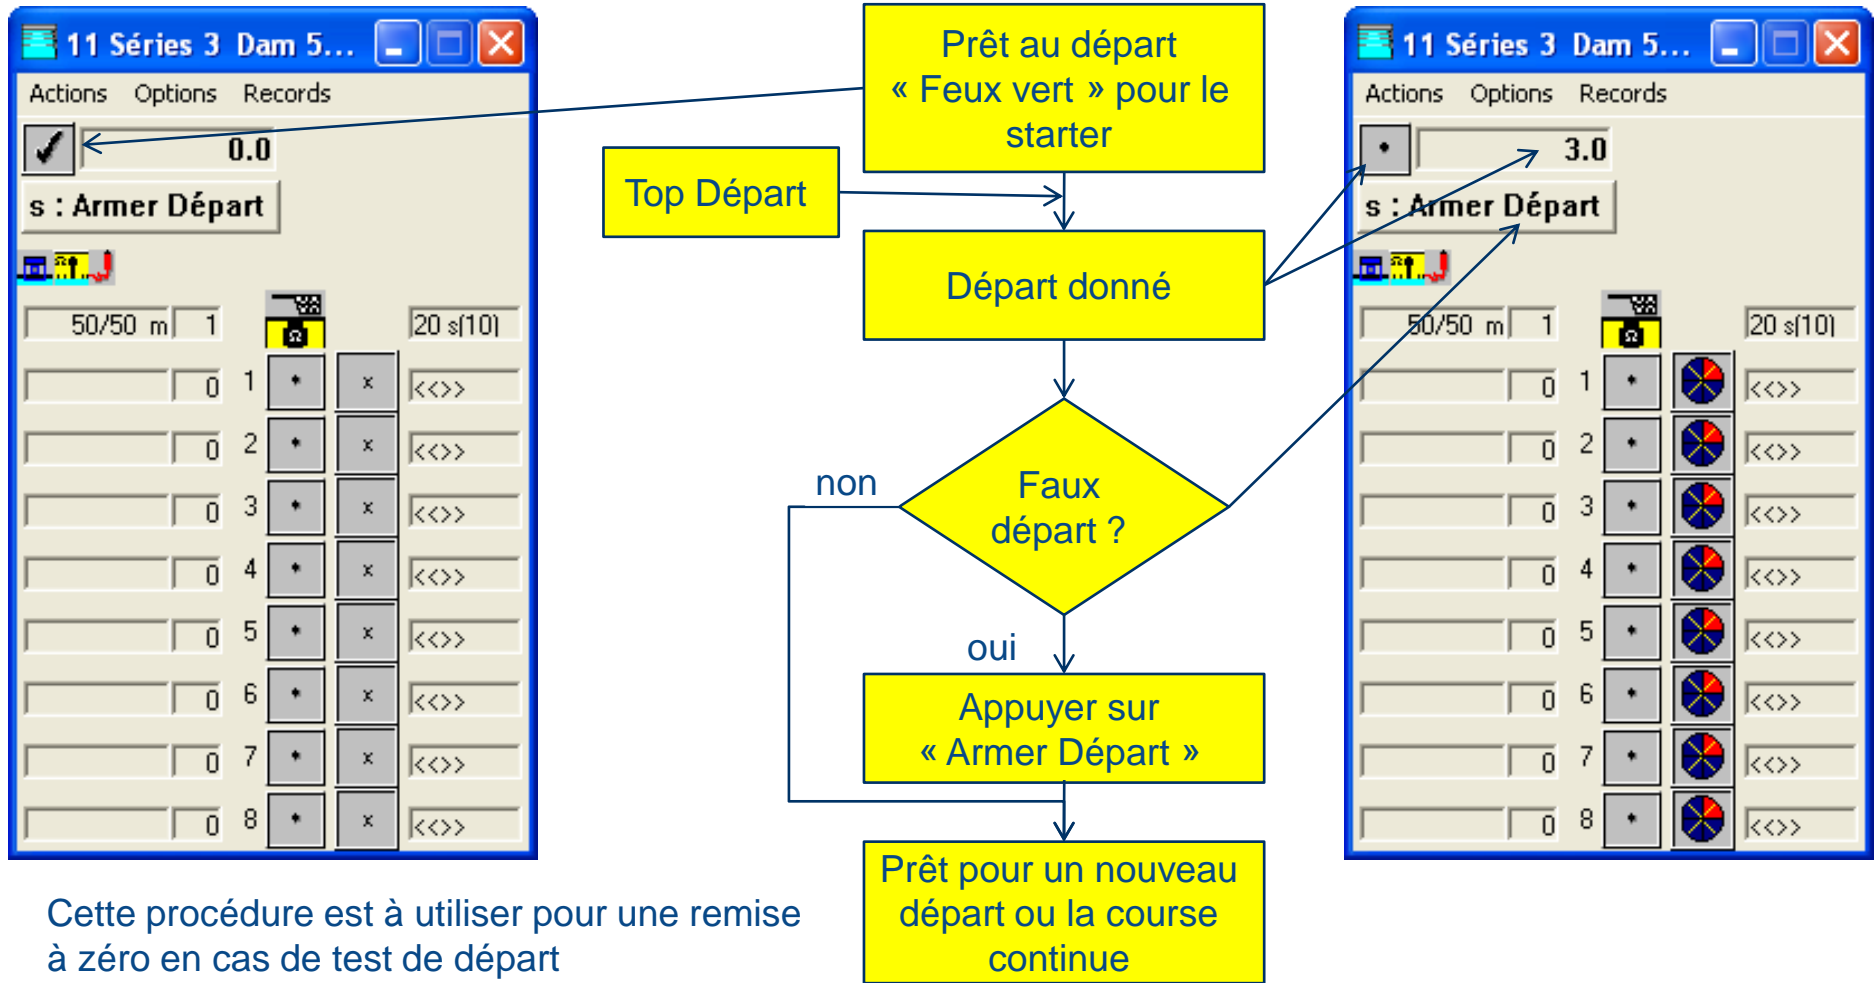 11 Séries 3 Dam 5...
Actions Options Records
0.0
s : Armer Départ
50/50 m 1 20 s(10)
0 1 x <<>>
0 2 x <<>>
0 3 x <<>>
0 4 x <<>>
0 5 x <<>>
0 6 x <<>>
0 7 x <<>>
0 8 x <<>>
Cette procédure est à utiliser pour une remise
à zéro en cas de test de départ
Prêt au départ
« Feux vert » pour le
starter
Top Départ
Départ donné
Faux
départ ?
non
oui
Appuyer sur
« Armer Départ »
Prêt pour un nouveau
départ ou la course
continue
11 Séries 3 Dam 5...
Actions Options Records
3.0
s : Armer Départ
50/50 m 1 20 s(10)
0 1 <<>>
0 2 <<>>
0 3 <<>>
0 4 <<>>
0 5 <<>>
0 6 <<>>
0 7 <<>>
0 8 <<>>